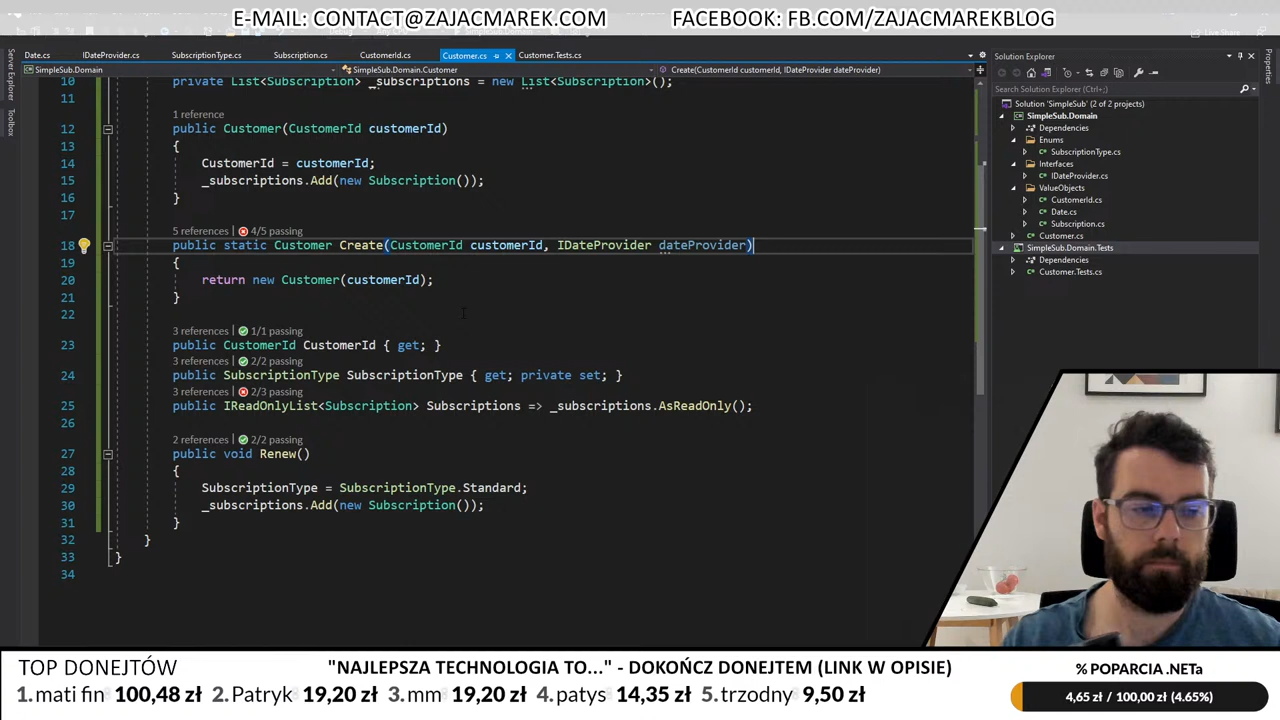 E-MAIL: CONTACT@ZAJACMAREK.COM FACEBOOK: FB.COM/ZAJACMAREKBLOG
Date.cs IDateProvider.cs SubscriptionType.cs Subscription.cs CustomerId.cs Customer.cs Customer.Tests.cs
SimpleSub.Domain SimpleSub.Domain.Customer Create(CustomerId customerId, IDateProvider dateProvider)
Server Explorer
Toolbox
10 private List<Subscription> _subscriptions = new List<Subscription>();
11
1 reference
12 public Customer(CustomerId customerId)
13 {
14 CustomerId = customerId;
15 _subscriptions.Add(new Subscription());
16 }
17
5 references | 4/5 passing
18 public static Customer Create(CustomerId customerId, IDateProvider dateProvider)
19 {
20 return new Customer(customerId);
21 }
22
3 references | 1/1 passing
23 public CustomerId CustomerId { get; }
3 references | 2/2 passing
24 public SubscriptionType SubscriptionType { get; private set; }
3 references | 2/3 passing
25 public IReadOnlyList<Subscription> Subscriptions => _subscriptions.AsReadOnly();
26
2 references | 2/2 passing
27 public void Renew()
28 {
29 SubscriptionType = SubscriptionType.Standard;
30 _subscriptions.Add(new Subscription());
31 }
32 }
33 }
34
Live Share
Solution Explorer
Search Solution Explorer (Ctrl+;)
Solution 'SimpleSub' (2 of 2 projects)
SimpleSub.Domain
Dependencies
Enums
SubscriptionType.cs
Interfaces
IDateProvider.cs
ValueObjects
CustomerId.cs
Date.cs
Subscription.cs
Customer.cs
SimpleSub.Domain.Tests
Dependencies
Customer.Tests.cs
Properties
TOP DONEJTÓW "NAJLEPSZA TECHNOLOGIA TO..." - DOKOŃCZ DONEJTEM (LINK W OPISIE) % POPARCIA .NETa
1. mati fin 100,48 zł 2. Patryk 19,20 zł 3. mm 19,20 zł 4. patys 14,35 zł 5. trzodny 9,50 zł 4,65 zł / 100,00 zł (4.65%)